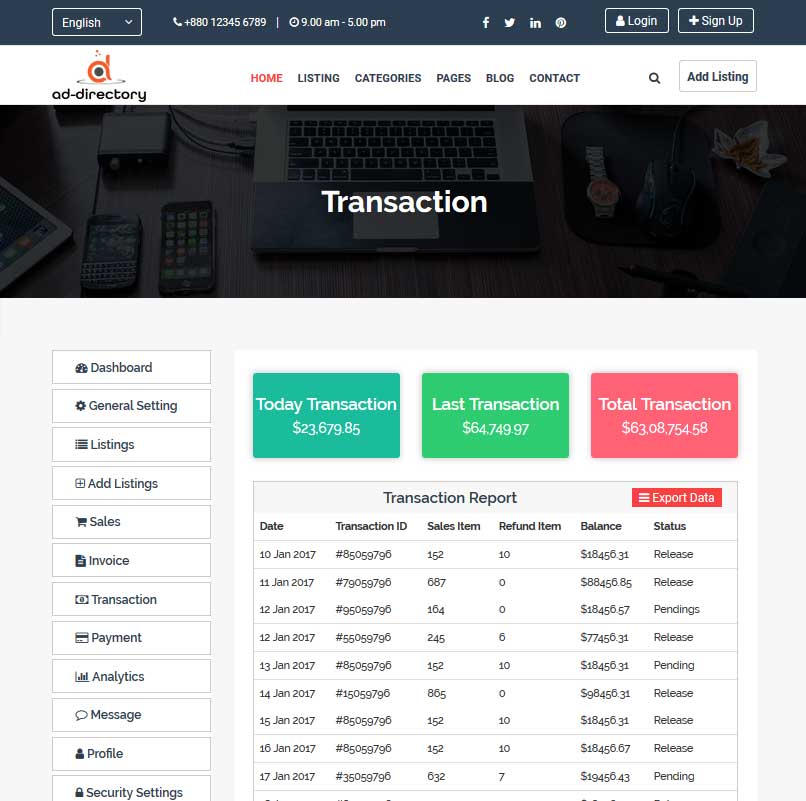 English
+880 12345 6789 | 9.00 am - 5.00 pm
Login
Sign Up
ad-directory
HOME LISTING CATEGORIES PAGES BLOG CONTACT
Add Listing
Transaction
Dashboard
General Setting
Listings
Add Listings
Sales
Invoice
Transaction
Payment
Analytics
Message
Profile
Security Settings
Today Transaction
$23,679.85
Last Transaction
$64,749.97
Total Transaction
$63,08,754.58
Transaction Report
Export Data
Date Transaction ID Sales Item Refund Item Balance Status
10 Jan 2017 #85059796 152 10 $18456.31 Release
11 Jan 2017 #79059796 687 0 $88456.85 Release
12 Jan 2017 #95059796 164 0 $18456.57 Pendings
12 Jan 2017 #55059796 245 6 $77456.31 Release
13 Jan 2017 #85059796 152 10 $18456.31 Pending
14 Jan 2017 #15059796 865 0 $98456.31 Release
15 Jan 2017 #85059796 152 10 $18456.31 Release
16 Jan 2017 #85059796 152 10 $18456.67 Release
17 Jan 2017 #35059796 632 7 $19456.43 Pending